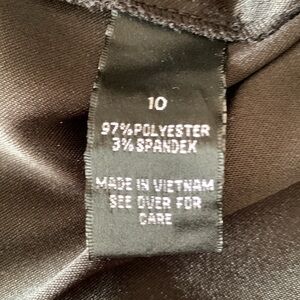 10
97%POLYESTER
3%SPANDEX
MADE IN VIETNAM
SEE OVER FOR
CARE